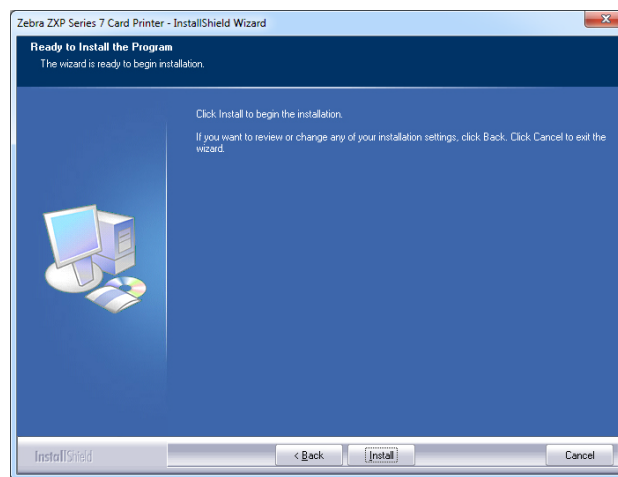 Zebra ZXP Series 7 Card Printer - InstallShield Wizard
Ready to Install the Program
The wizard is ready to begin installation.
Click Install to begin the installation.
If you want to review or change any of your installation settings, click Back. Click Cancel to exit the
wizard.
InstallShield
< Back
Install
Cancel